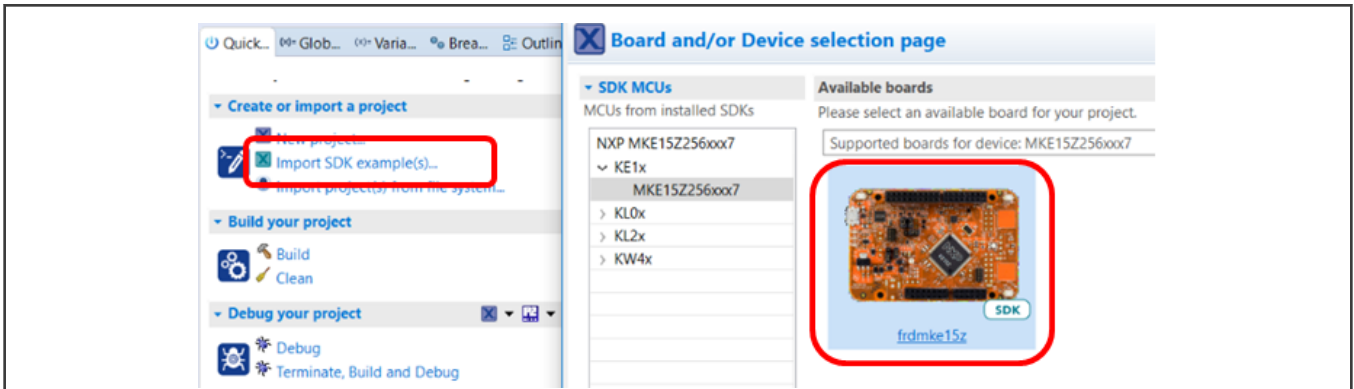 Quick...
Glob...
Varia...
Brea...
Outlin
Create or import a project
New project...
Import SDK example(s)...
Import project(s) from file system...
Build your project
Build
Clean
Debug your project
Debug
Terminate, Build and Debug
Board and/or Device selection page
SDK MCUs
MCUs from installed SDKs
NXP MKE15Z256xxx7
KE1x
MKE15Z256xxx7
KL0x
KL2x
KW4x
Available boards
Please select an available board for your project.
Supported boards for device: MKE15Z256xxx7
SDK
frdmke15z